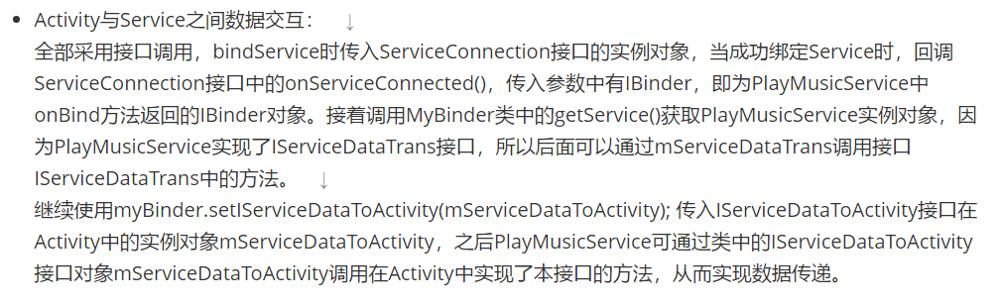 • Activity与Service之间数据交互： ↓
全部采用接口调用，bindService时传入ServiceConnection接口的实例对象，当成功绑定Service时，回调
ServiceConnection接口中的onServiceConnected()，传入参数中有IBinder，即为PlayMusicService中
onBind方法返回的IBinder对象。接着调用MyBinder类中的getService()获取PlayMusicService实例对象，因
为PlayMusicService实现了IServiceDataTrans接口，所以后面可以通过mServiceDataTrans调用接口
IServiceDataTrans中的方法。 ↓
继续使用myBinder.setIServiceDataToActivity(mServiceDataToActivity); 传入IServiceDataToActivity接口在
Activity中的实例对象mServiceDataToActivity，之后PlayMusicService可通过类中的IServiceDataToActivity
接口对象mServiceDataToActivity调用在Activity中实现了本接口的方法，从而实现数据传递。